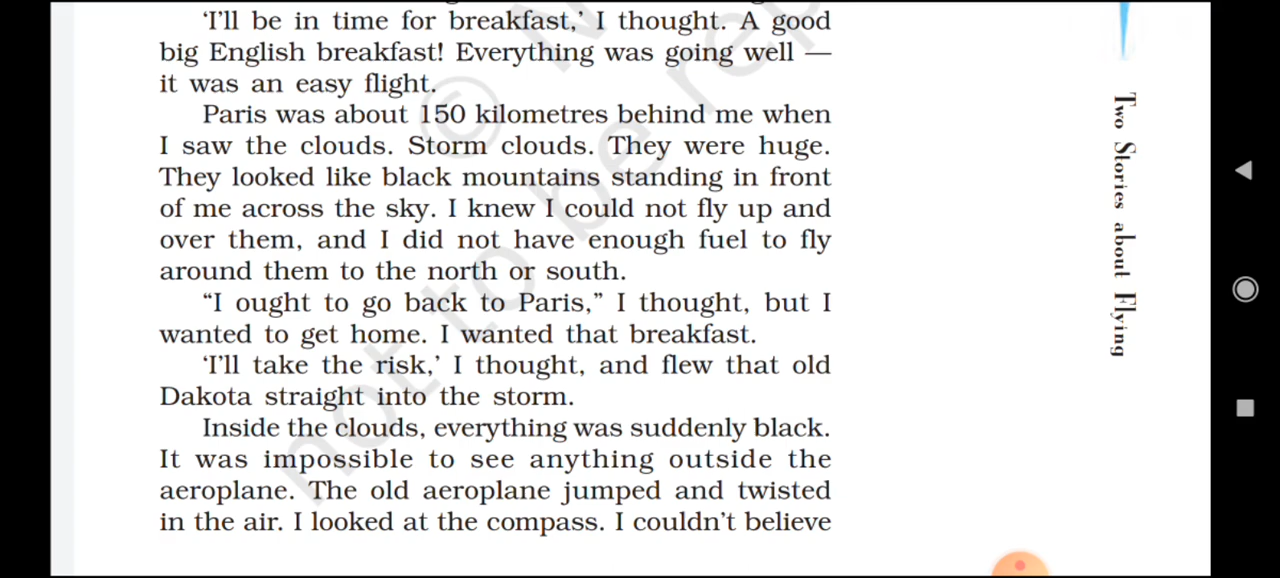 ‘I’ll be in time for breakfast,’ I thought. A good
big English breakfast! Everything was going well —
it was an easy flight.
Paris was about 150 kilometres behind me when
I saw the clouds. Storm clouds. They were huge.
They looked like black mountains standing in front
of me across the sky. I knew I could not fly up and
over them, and I did not have enough fuel to fly
around them to the north or south.
“I ought to go back to Paris,” I thought, but I
wanted to get home. I wanted that breakfast.
‘I’ll take the risk,’ I thought, and flew that old
Dakota straight into the storm.
Inside the clouds, everything was suddenly black.
It was impossible to see anything outside the
aeroplane. The old aeroplane jumped and twisted
in the air. I looked at the compass. I couldn’t believe
Two Stories about Flying
© N
not to be rep